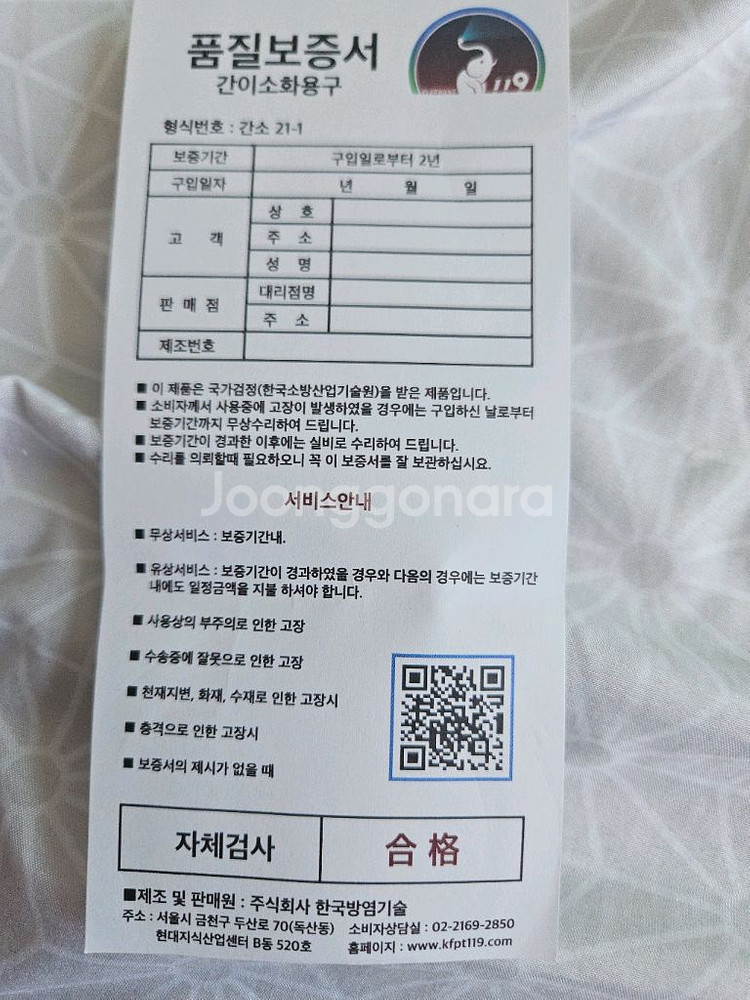 품질보증서
간이소화용구
119
형식번호 : 간소 21-1
보증기간 구입일로부터 2년
구입일자 년 월 일
고 객 상 호
주 소
성 명
판 매 점 대리점명
주 소
제조번호
■ 이 제품은 국가검정(한국소방산업기술원)을 받은 제품입니다.
■ 소비자께서 사용중에 고장이 발생하였을 경우에는 구입하신 날로부터
보증기간까지 무상수리하여 드립니다.
■ 보증기간이 경과한 이후에는 실비로 수리하여 드립니다.
■ 수리를 의뢰할때 필요하오니 꼭 이 보증서를 잘 보관하십시요.
Joonggonara
서비스안내
■ 무상서비스 : 보증기간내.
■ 유상서비스 : 보증기간이 경과하였을 경우와 다음의 경우에는 보증기간
내에도 일정금액을 지불 하셔야 합니다.
■ 사용상의 부주의로 인한 고장
■ 수송중에 잘못으로 인한 고장
■ 천재지변, 화재, 수재로 인한 고장시
■ 충격으로 인한 고장시
■ 보증서의 제시가 없을 때
자체검사 合格
■제조 및 판매원 : 주식회사 한국방염기술
주소 : 서울시 금천구 두산로 70(독산동) 소비자상담실 : 02-2169-2850
현대지식산업센터 B동 520호 홈페이지 : www.kfpt119.com